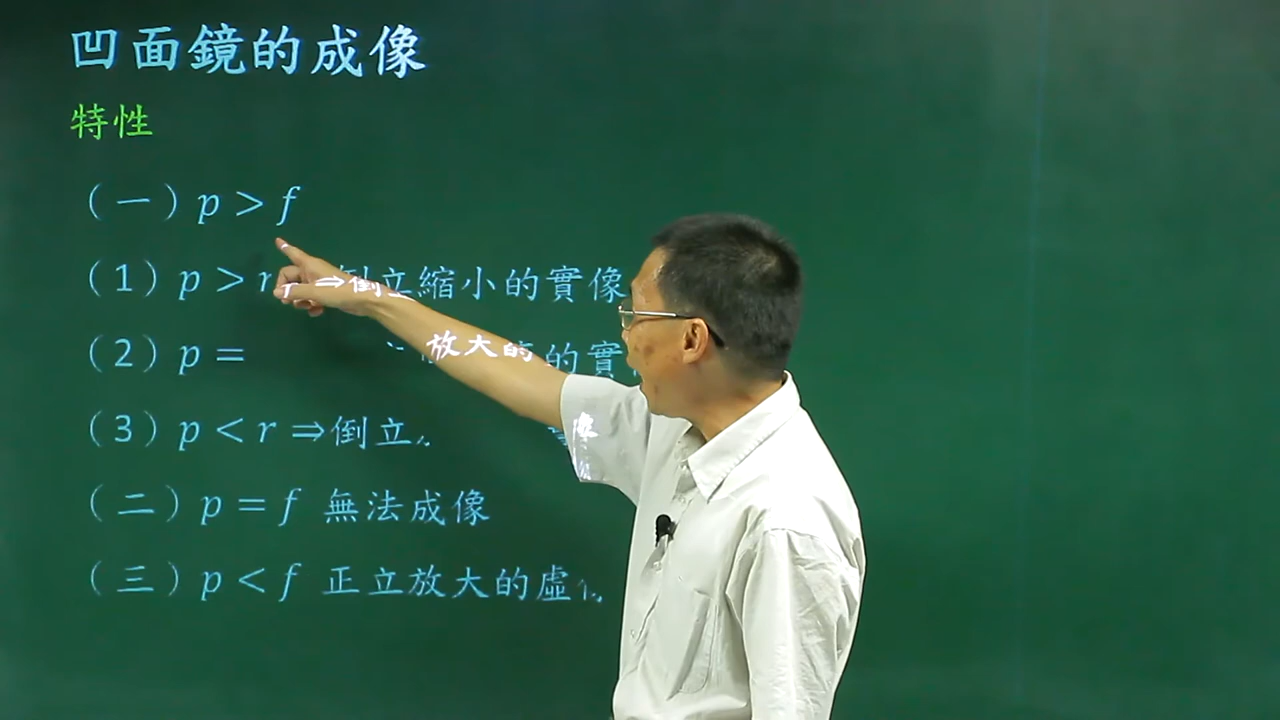 凹面鏡的成像
特性
(一) p > f
(1) p > r ⇒倒立縮小的實像
(2) p = 放大的 的實
(3) p < r ⇒倒立 像
(二) p = f 無法成像
(三) p < f 正立放大的虛